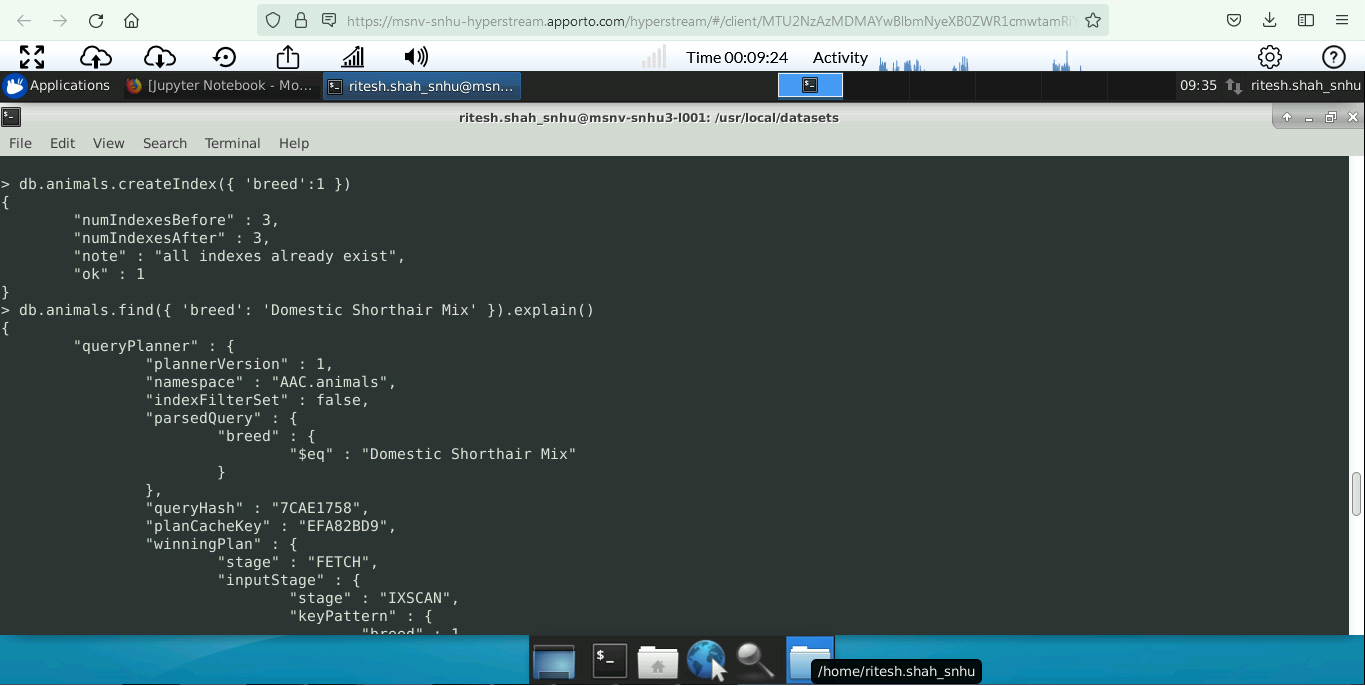 https://msnv-snhu-hyperstream.apporto.com/hyperstream/#/client/
Time 00:09:24 Activity
Applications [Jupyter Notebook - Mo... ritesh.shah_snhu@msn... 09:35 ritesh.shah_snhu
ritesh.shah_snhu@msnv-snhu3-l001: /usr/local/datasets
File Edit View Search Terminal Help
> db.animals.createIndex({ 'breed':1 })
{
"numIndexesBefore" : 3,
"numIndexesAfter" : 3,
"note" : "all indexes already exist",
"ok" : 1
}
> db.animals.find({ 'breed': 'Domestic Shorthair Mix' }).explain()
{
"queryPlanner" : {
"plannerVersion" : 1,
"namespace" : "AAC.animals",
"indexFilterSet" : false,
"parsedQuery" : {
"breed" : {
"$eq" : "Domestic Shorthair Mix"
}
},
"queryHash" : "7CAE1758",
"planCacheKey" : "EFA82BD9",
"winningPlan" : {
"stage" : "FETCH",
"inputStage" : {
"stage" : "IXSCAN",
"keyPattern" : {
"breed" : 1
/home/ritesh.shah_snhu